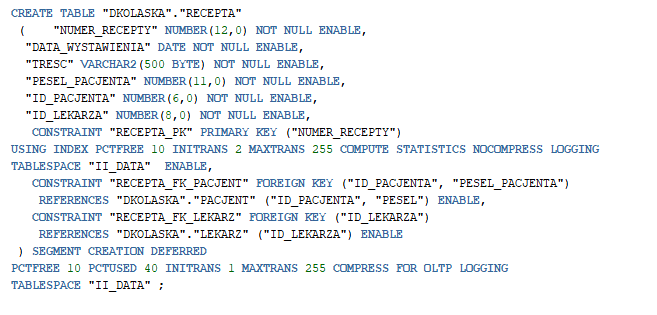 CREATE TABLE "DKOLASKA"."RECEPTA"
(    "NUMER_RECEPTY" NUMBER(12,0) NOT NULL ENABLE,
"DATA_WYSTAWIENIA" DATE NOT NULL ENABLE,
"TRESC" VARCHAR2(500 BYTE) NOT NULL ENABLE,
"PESEL_PACJENTA" NUMBER(11,0) NOT NULL ENABLE,
"ID_PACJENTA" NUMBER(6,0) NOT NULL ENABLE,
"ID_LEKARZA" NUMBER(8,0) NOT NULL ENABLE,
CONSTRAINT "RECEPTA_PK" PRIMARY KEY ("NUMER_RECEPTY")
USING INDEX PCTFREE 10 INITRANS 2 MAXTRANS 255 COMPUTE STATISTICS NOCOMPRESS LOGGING
TABLESPACE "II_DATA"  ENABLE,
CONSTRAINT "RECEPTA_FK_PACJENT" FOREIGN KEY ("ID_PACJENTA", "PESEL_PACJENTA")
REFERENCES "DKOLASKA"."PACJENT" ("ID_PACJENTA", "PESEL") ENABLE,
CONSTRAINT "RECEPTA_FK_LEKARZ" FOREIGN KEY ("ID_LEKARZA")
REFERENCES "DKOLASKA"."LEKARZ" ("ID_LEKARZA") ENABLE
) SEGMENT CREATION DEFERRED
PCTFREE 10 PCTUSED 40 INITRANS 1 MAXTRANS 255 COMPRESS FOR OLTP LOGGING
TABLESPACE "II_DATA" ;